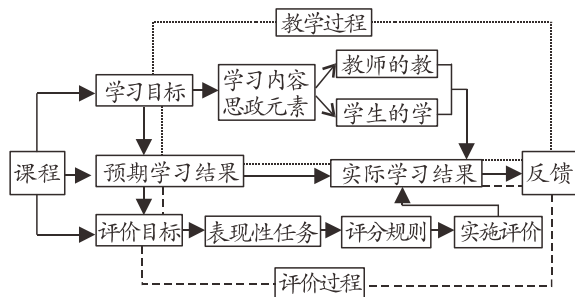 教学过程
学习目标
学习内容
思政元素
教师的教
学生的学
课程
预期学习结果
实际学习结果
反馈
评价目标
表现性任务
评分规则
实施评价
评价过程